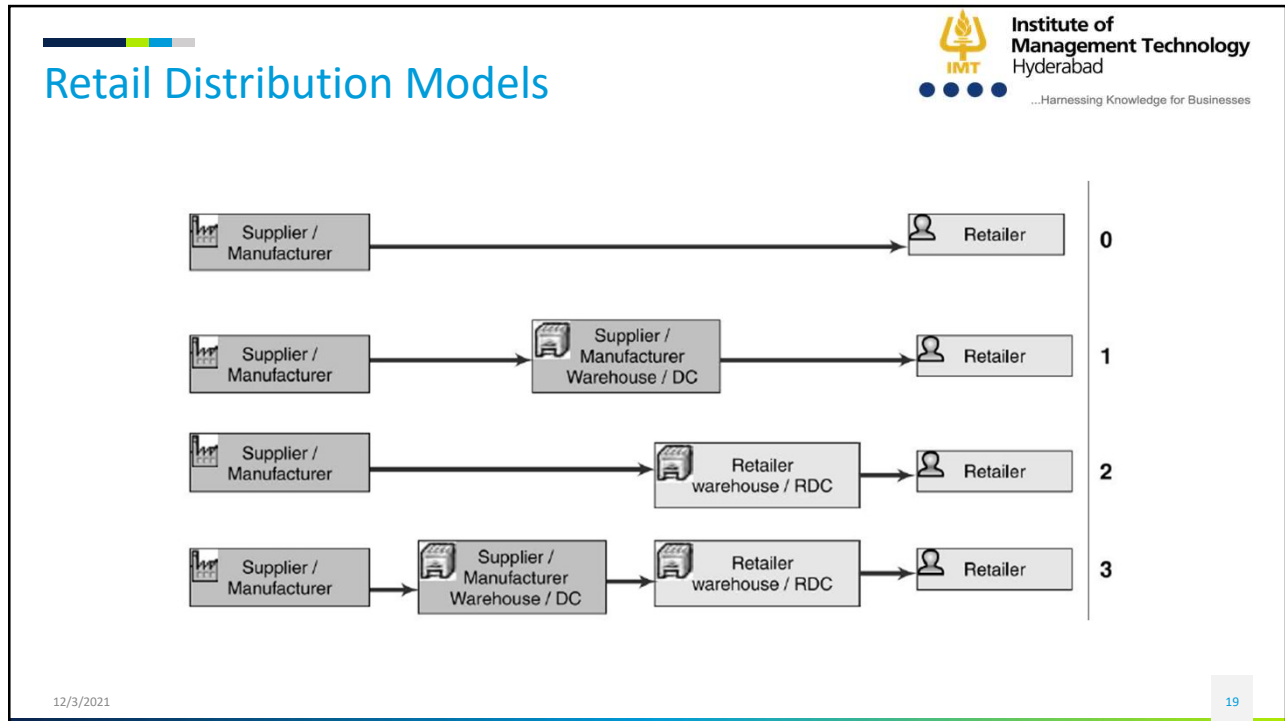 Retail Distribution Models
IMT
Institute of
Management Technology
Hyderabad
...Harnessing Knowledge for Businesses
Supplier /
Manufacturer
Retailer
0
Supplier /
Manufacturer
Supplier /
Manufacturer
Warehouse / DC
Retailer
1
Supplier /
Manufacturer
Retailer
warehouse / RDC
Retailer
2
Supplier /
Manufacturer
Supplier /
Manufacturer
Warehouse / DC
Retailer
warehouse / RDC
Retailer
3
12/3/2021
19